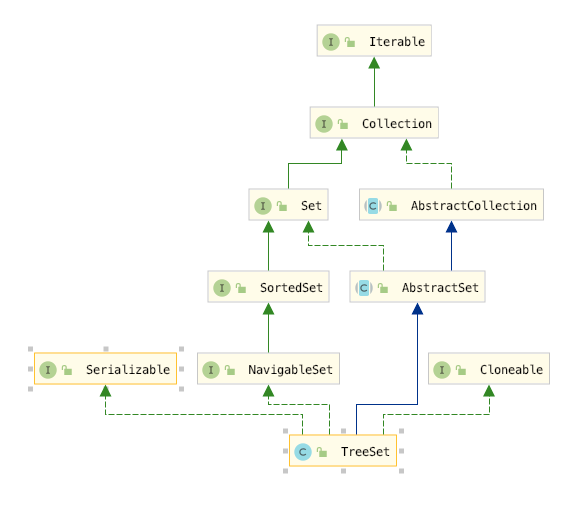 I Iterable
I Collection
I Set
C AbstractCollection
I SortedSet
C AbstractSet
I Serializable
I NavigableSet
I Cloneable
C TreeSet